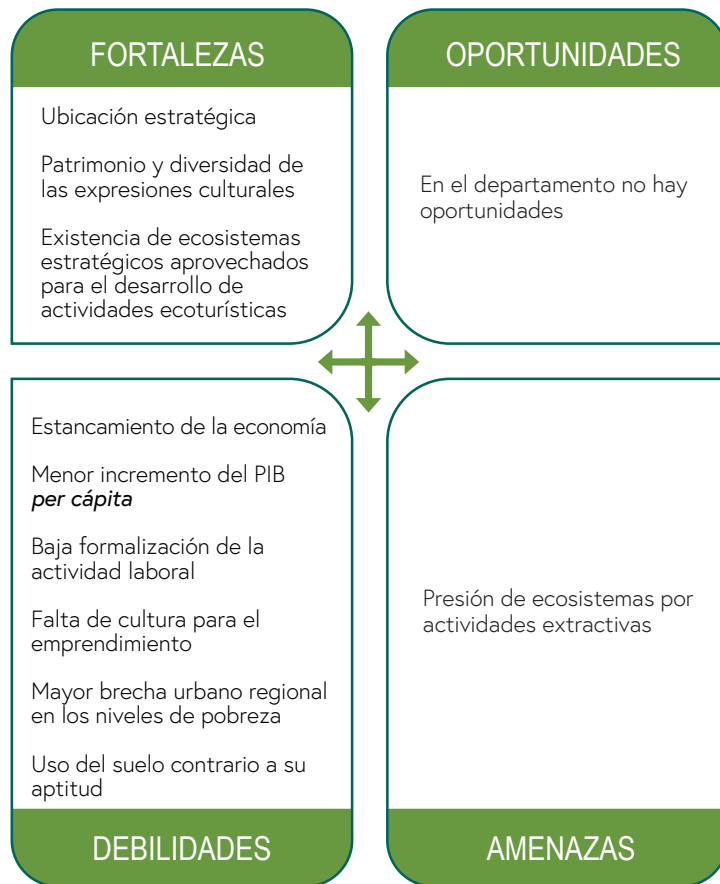 FORTALEZAS
Ubicación estratégica
Patrimonio y diversidad de
las expresiones culturales
Existencia de ecosistemas
estratégicos aprovechados
para el desarrollo de
actividades ecoturísticas
OPORTUNIDADES
En el departamento no hay
oportunidades
Estancamiento de la economía
Menor incremento del PIB
per cápita
Baja formalización de la
actividad laboral
Falta de cultura para el
emprendimiento
Mayor brecha urbano regional
en los niveles de pobreza
Uso del suelo contrario a su
aptitud
DEBILIDADES
Presión de ecosistemas por
actividades extractivas
AMENAZAS